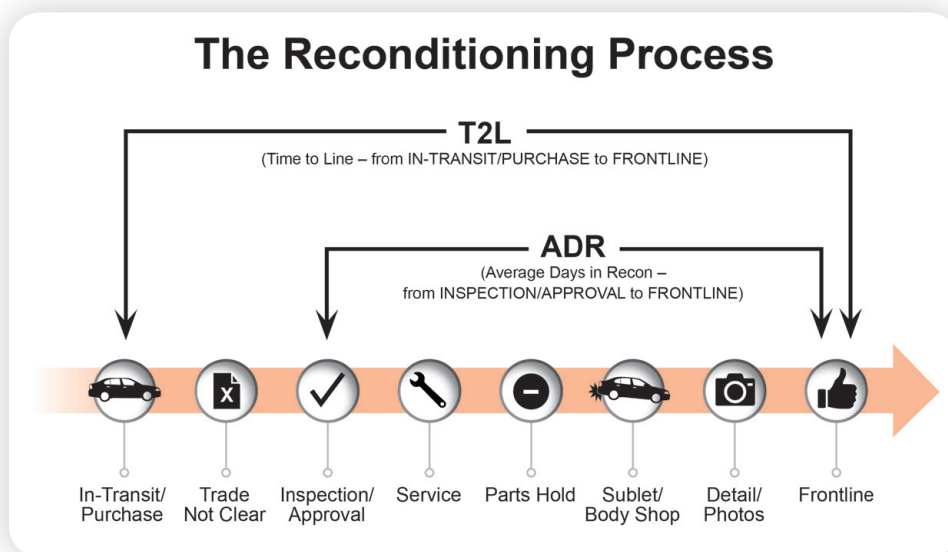 The Reconditioning Process
T2L
(Time to Line – from IN-TRANSIT/PURCHASE to FRONTLINE)
ADR
(Average Days in Recon –
from INSPECTION/APPROVAL to FRONTLINE)
X
In-Transit/
Purchase
Trade
Not Clear
Inspection/
Approval
Service
Parts Hold
Sublet/
Body Shop
Detail/
Photos
Frontline